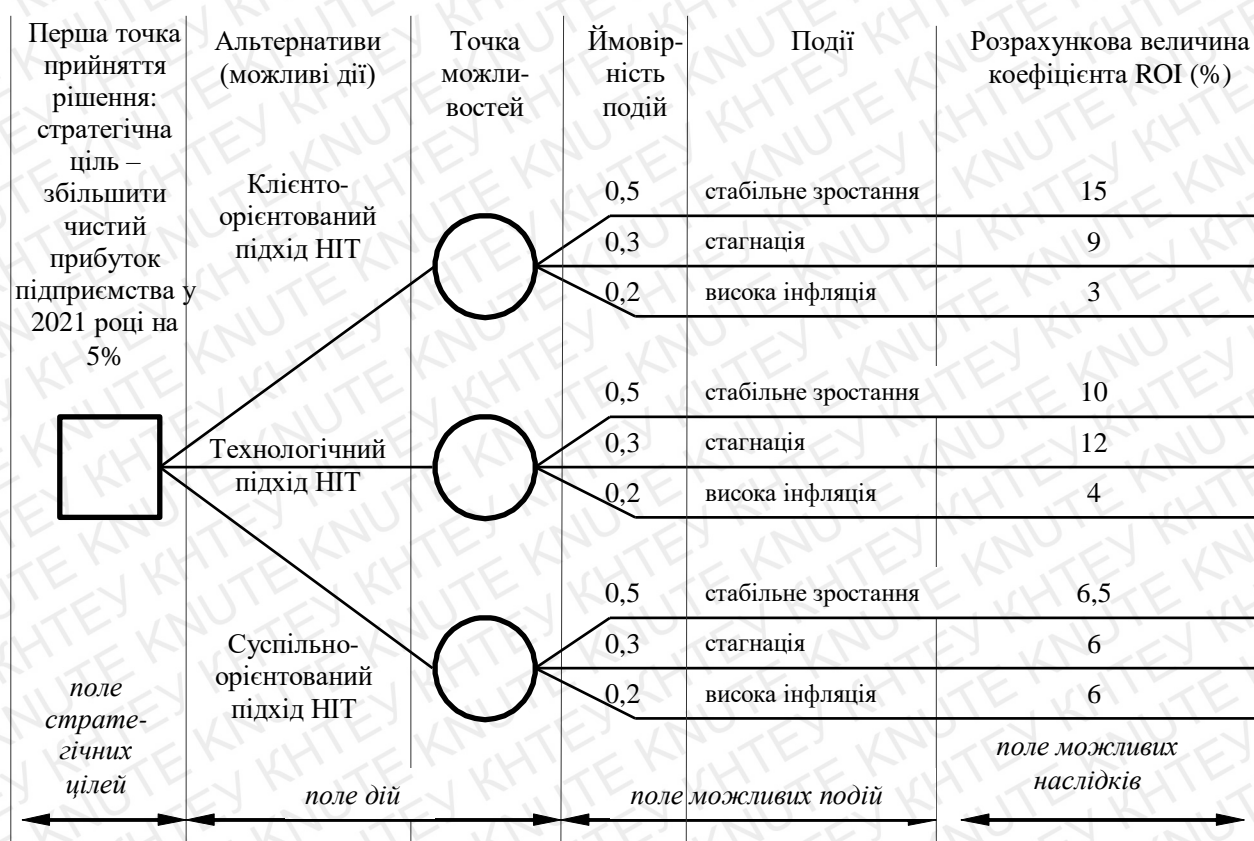 Перша точка
прийняття
рішення:
стратегічна
ціль –
збільшити
чистий
прибуток
підприємства у
2021 році на
5%
Альтернативи
(можливі дії)
Точка
можли-
востей
Ймовір-
ність
подій
Події
Розрахункова величина
коефіцієнта ROI (%)
Клієнто-
орієнтований
підхід НІТ
0,5 стабільне зростання 15
0,3 стагнація 9
0,2 висока інфляція 3
Технологічний
підхід НІТ
0,5 стабільне зростання 10
0,3 стагнація 12
0,2 висока інфляція 4
Суспільно-
орієнтований
підхід НІТ
0,5 стабільне зростання 6,5
0,3 стагнація 6
0,2 висока інфляція 6
поле
страте-
гічних
цілей
поле дій
поле можливих подій
поле можливих
наслідків